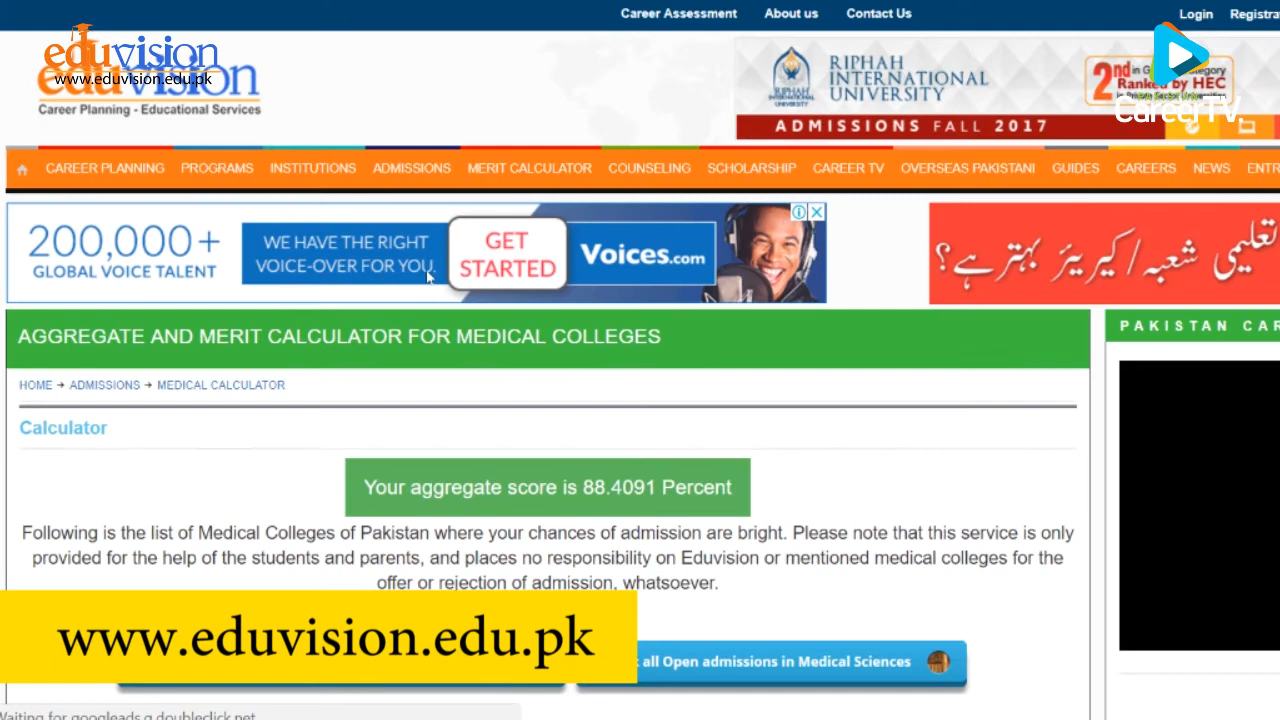 Career Assessment About us Contact Us Login
eduvision
www.eduvision.edu.pk
eduvision
Career Planning - Educational Services
RIPHAH
INTERNATIONAL
UNIVERSITY
2nd in
Ranked by HEC
CareerTV
ADMISSIONS FALL 2017
CAREER PLANNING PROGRAMS INSTITUTIONS ADMISSIONS MERIT CALCULATOR COUNSELING SCHOLARSHIP CAREER TV OVERSEAS PAKISTANI GUIDES CAREERS NEWS
200,000+
GLOBAL VOICE TALENT
WE HAVE THE RIGHT
VOICE-OVER FOR YOU.
GET
STARTED
Voices.com
تعلیمی شعبہ/کیریئر بہتر ہے؟
AGGREGATE AND MERIT CALCULATOR FOR MEDICAL COLLEGES
PAKISTAN
HOME → ADMISSIONS → MEDICAL CALCULATOR
Calculator
Your aggregate score is 88.4091 Percent
Following is the list of Medical Colleges of Pakistan where your chances of admission are bright. Please note that this service is only
provided for the help of the students and parents, and places no responsibility on Eduvision or mentioned medical colleges for the
offer or rejection of admission, whatsoever.
www.eduvision.edu.pk
all Open admissions in Medical Sciences
Waiting for googleads.g.doubleclick.net